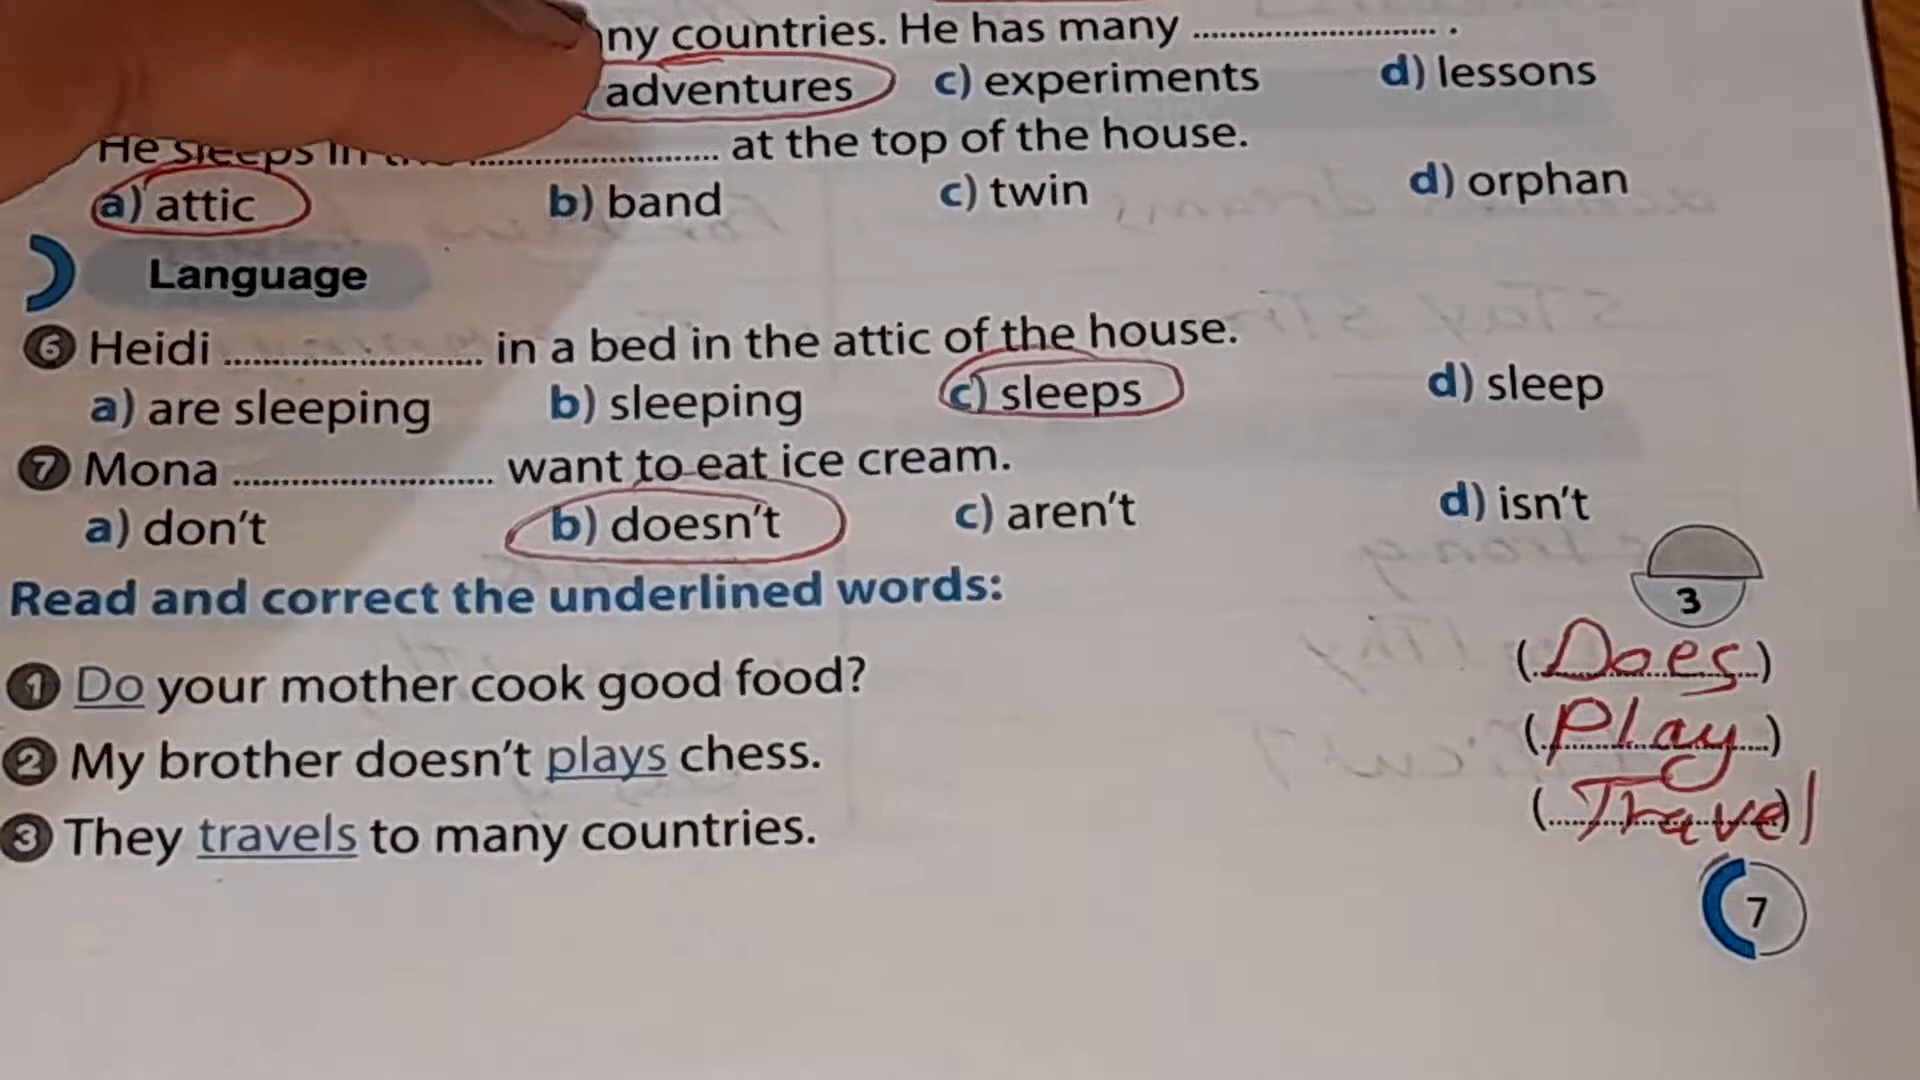 countries. He has many .
adventures c) experiments d) lessons
He sleeps in at the top of the house.
a) attic b) band c) twin d) orphan
Language
6 Heidi in a bed in the attic of the house.
a) are sleeping b) sleeping c) sleeps d) sleep
7 Mona want to eat ice cream.
a) don't b) doesn't c) aren't d) isn't
Read and correct the underlined words:
3
1 Do your mother cook good food? (Does)
2 My brother doesn't plays chess. (Play)
3 They travels to many countries. (Travel)
7